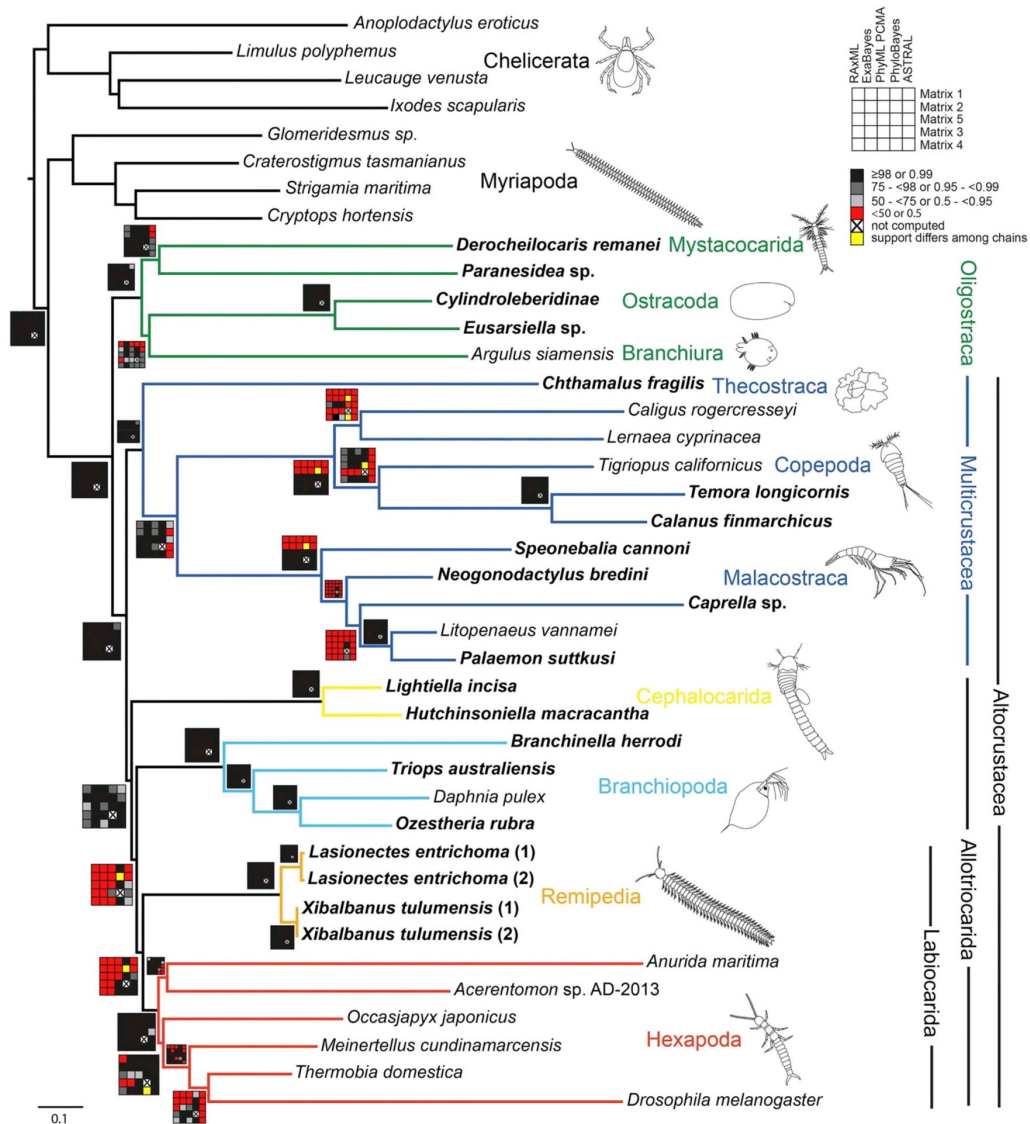 Anoplodactylus eroticus
Limulus polyphemus
Chelicerata
Leucauge venusta
Ixodes scapularis
RAxML
ExaBayes
PhyML PCMA
PhyloBayes
ASTRAL
Matrix 1
Matrix 2
Matrix 5
Matrix 3
Matrix 4
≥98 or 0.99
75 - <98 or 0.95 - <0.99
50 - <75 or 0.5 - <0.95
<50 or 0.5
not computed
support differs among chains
Glomeridesmus sp.
Craterostigmus tasmanianus
Myriapoda
Strigamia maritima
Cryptops hortensis
Derocheilocaris remanei
Mystacocarida
Paranesidea sp.
Cylindroleberidinae
Ostracoda
Eusarsiella sp.
Argulus siamensis
Branchiura
Oligostraca
Chthamalus fragilis
Thecostraca
Caligus rogercresseyi
Lernaea cyprinacea
Tigriopus californicus
Copepoda
Temora longicornis
Calanus finmarchicus
Speonebalia cannoni
Neogonodactylus bredini
Malacostraca
Caprella sp.
Litopenaeus vannamei
Palaemon suttkusi
Multicrustacea
Lightiella incisa
Cephalocarida
Hutchinsoniella macracantha
Branchinella herrodi
Triops australiensis
Branchiopoda
Daphnia pulex
Ozestheria rubra
Altocrustacea
Allotriocarida
Labiocarida
Lasionectes entrichoma (1)
Lasionectes entrichoma (2)
Remipedia
Xibalbanus tulumensis (1)
Xibalbanus tulumensis (2)
Anurida maritima
Acerentomon sp. AD-2013
Occasjapyx japonicus
Hexapoda
Meinertellus cundinamarcensis
Thermobia domestica
Drosophila melanogaster
0.1